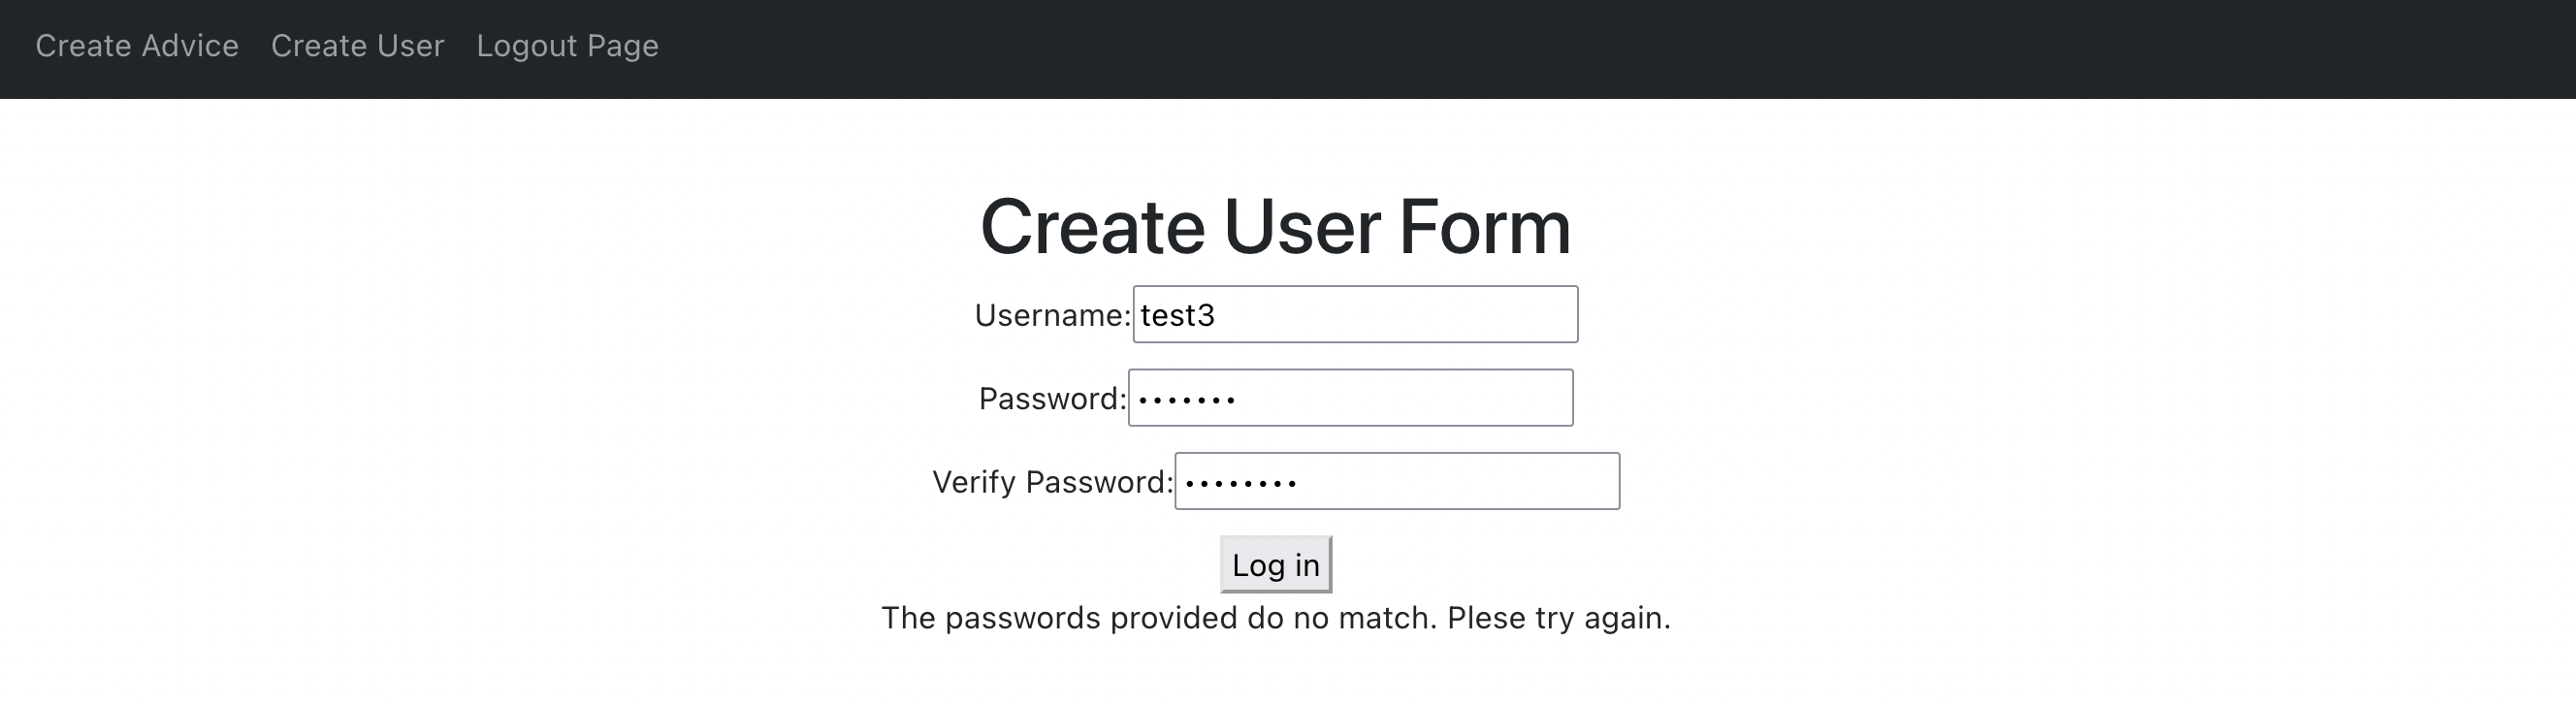 Create Advice Create User Logout Page
Create User Form
Username: test3
Password: •••••••
Verify Password: ••••••••
Log in
The passwords provided do no match. Plese try again.